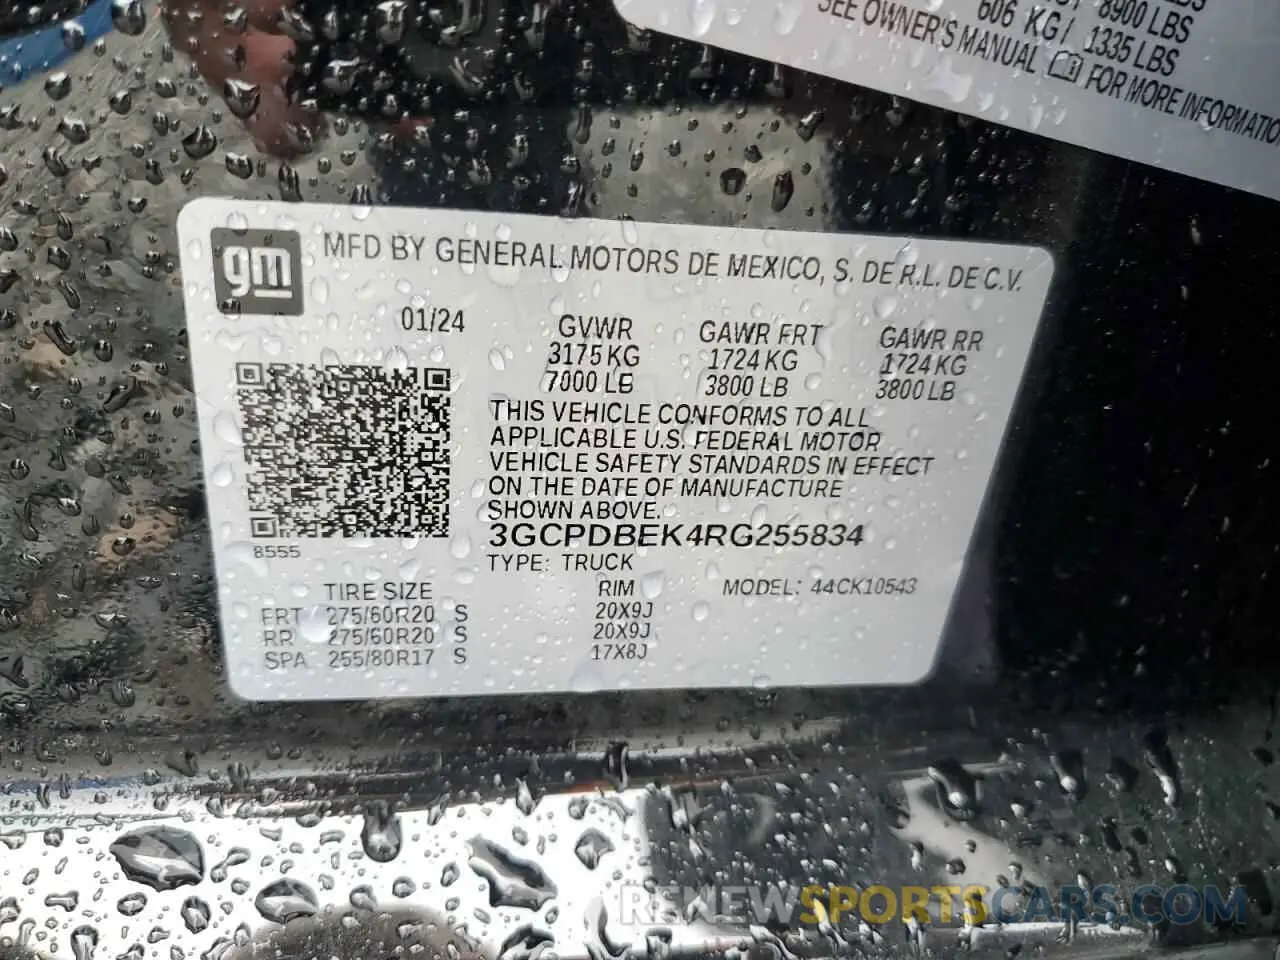 8900 LBS
606 KG / 1335 LBS
SEE OWNER'S MANUAL FOR MORE INFORMATION
gm
MFD BY GENERAL MOTORS DE MEXICO, S. DE R.L. DE C.V.
01/24
GVWR GAWR FRT GAWR RR
3175 KG 1724 KG 1724 KG
7000 LB 3800 LB 3800 LB
THIS VEHICLE CONFORMS TO ALL
APPLICABLE U.S. FEDERAL MOTOR
VEHICLE SAFETY STANDARDS IN EFFECT
ON THE DATE OF MANUFACTURE
SHOWN ABOVE.
3GCPDBEK4RG255834
8555
TYPE: TRUCK
TIRE SIZE RIM MODEL: 44CK10543
FRT 275/60R20 S 20X9J
RR 275/60R20 S 20X9J
SPA 255/80R17 S 17X8J
RENEWSPORTSCARS.COM